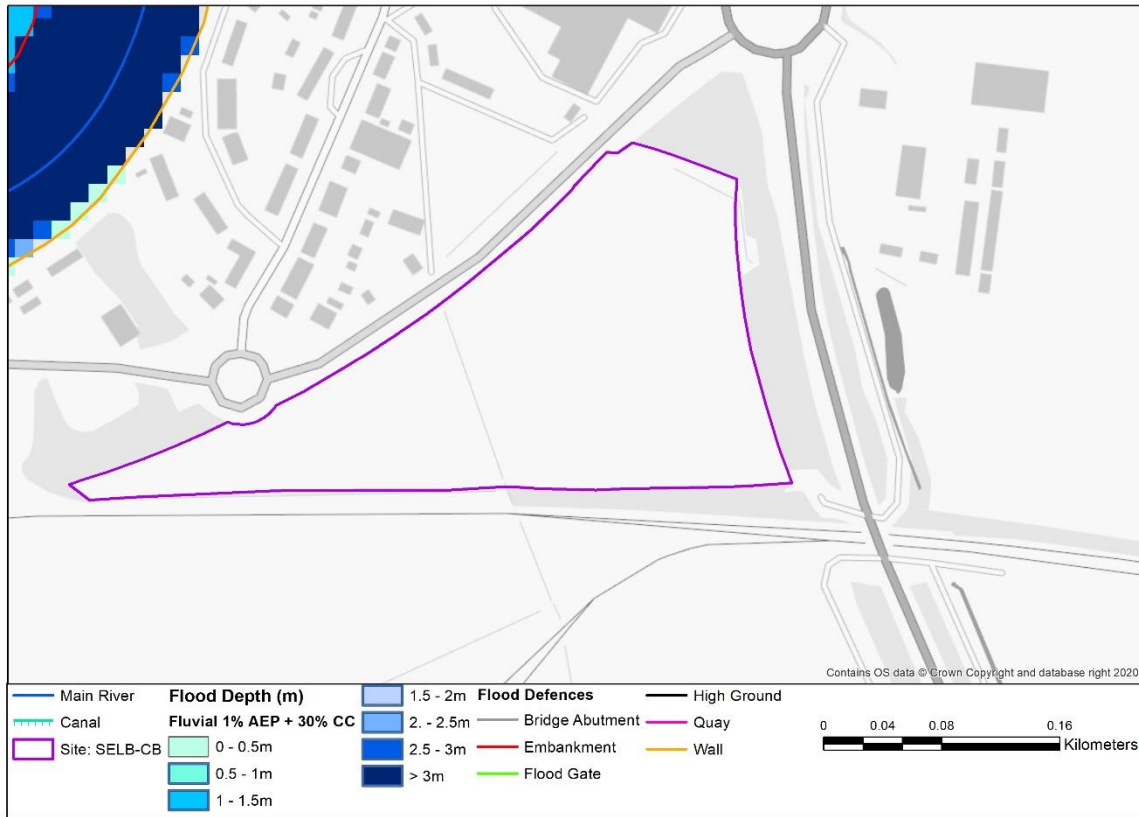 Contains OS data © Crown Copyright and database right 2020
Main River
Canal
Site: SELB-CB
Flood Depth (m)
Fluvial 1% AEP + 30% CC
0 - 0.5m
0.5 - 1m
1 - 1.5m
1.5 - 2m
2. - 2.5m
2.5 - 3m
> 3m
Flood Defences
Bridge Abutment
Embankment
Flood Gate
High Ground
Quay
Wall
0 0.04 0.08 0.16
Kilometers